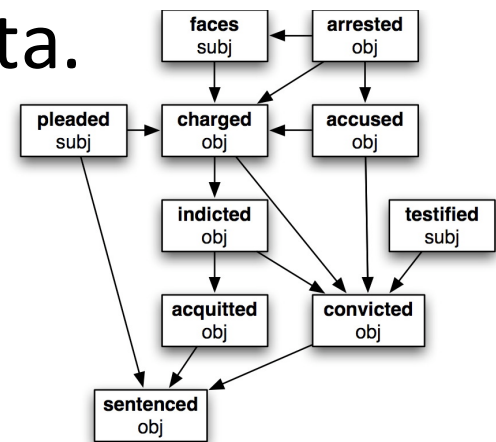 ta.
faces
subj
arrested
obj
pleaded
subj
charged
obj
accused
obj
indicted
obj
testified
subj
acquitted
obj
convicted
obj
sentenced
obj